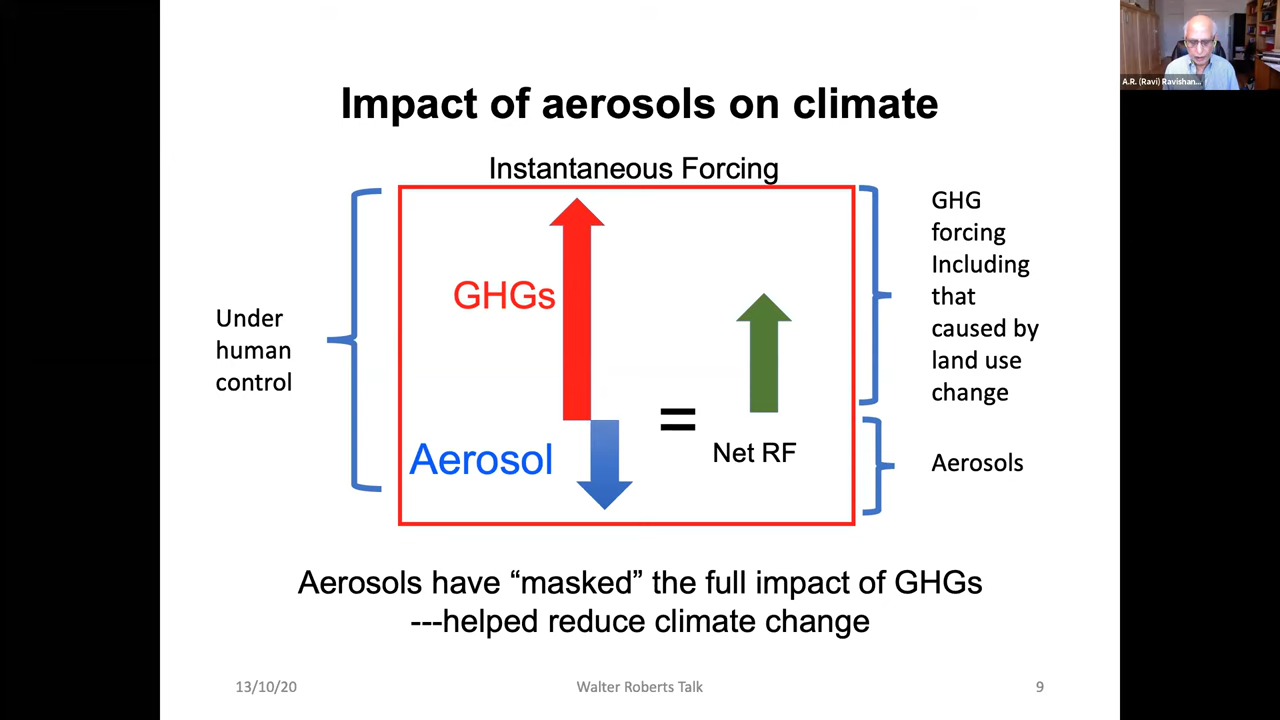 A.R. (Ravi) Ravishan...
Impact of aerosols on climate
Instantaneous Forcing
GHGs
Aerosol
=
Net RF
Under
human
control
GHG
forcing
Including
that
caused by
land use
change
Aerosols
Aerosols have “masked” the full impact of GHGs
---helped reduce climate change
13/10/20
Walter Roberts Talk
9